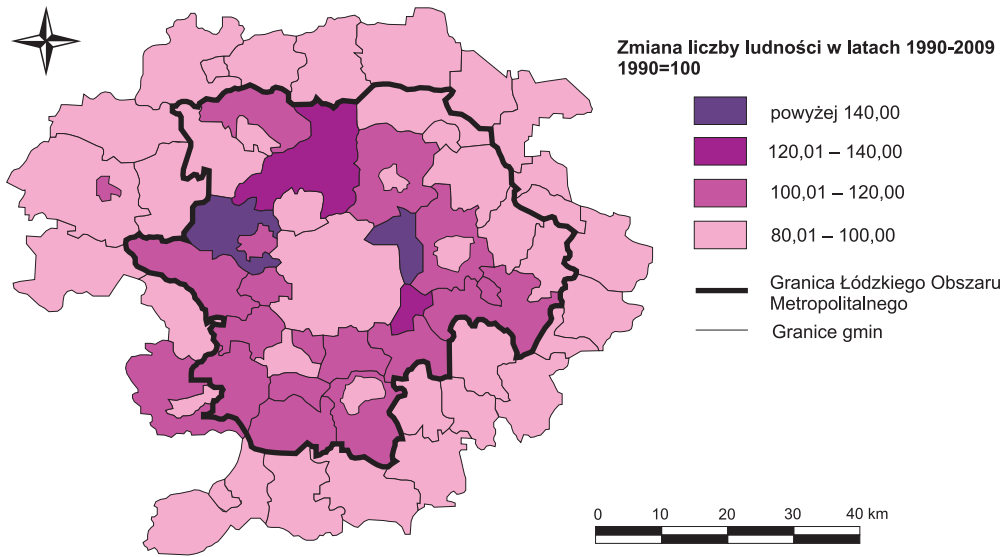 Zmiana liczby ludności w latach 1990-2009
1990=100
powyżej 140,00
120,01 – 140,00
100,01 – 120,00
80,01 – 100,00
Granica Łódzkiego Obszaru
Metropolitalnego
Granice gmin
0 10 20 30 40 km